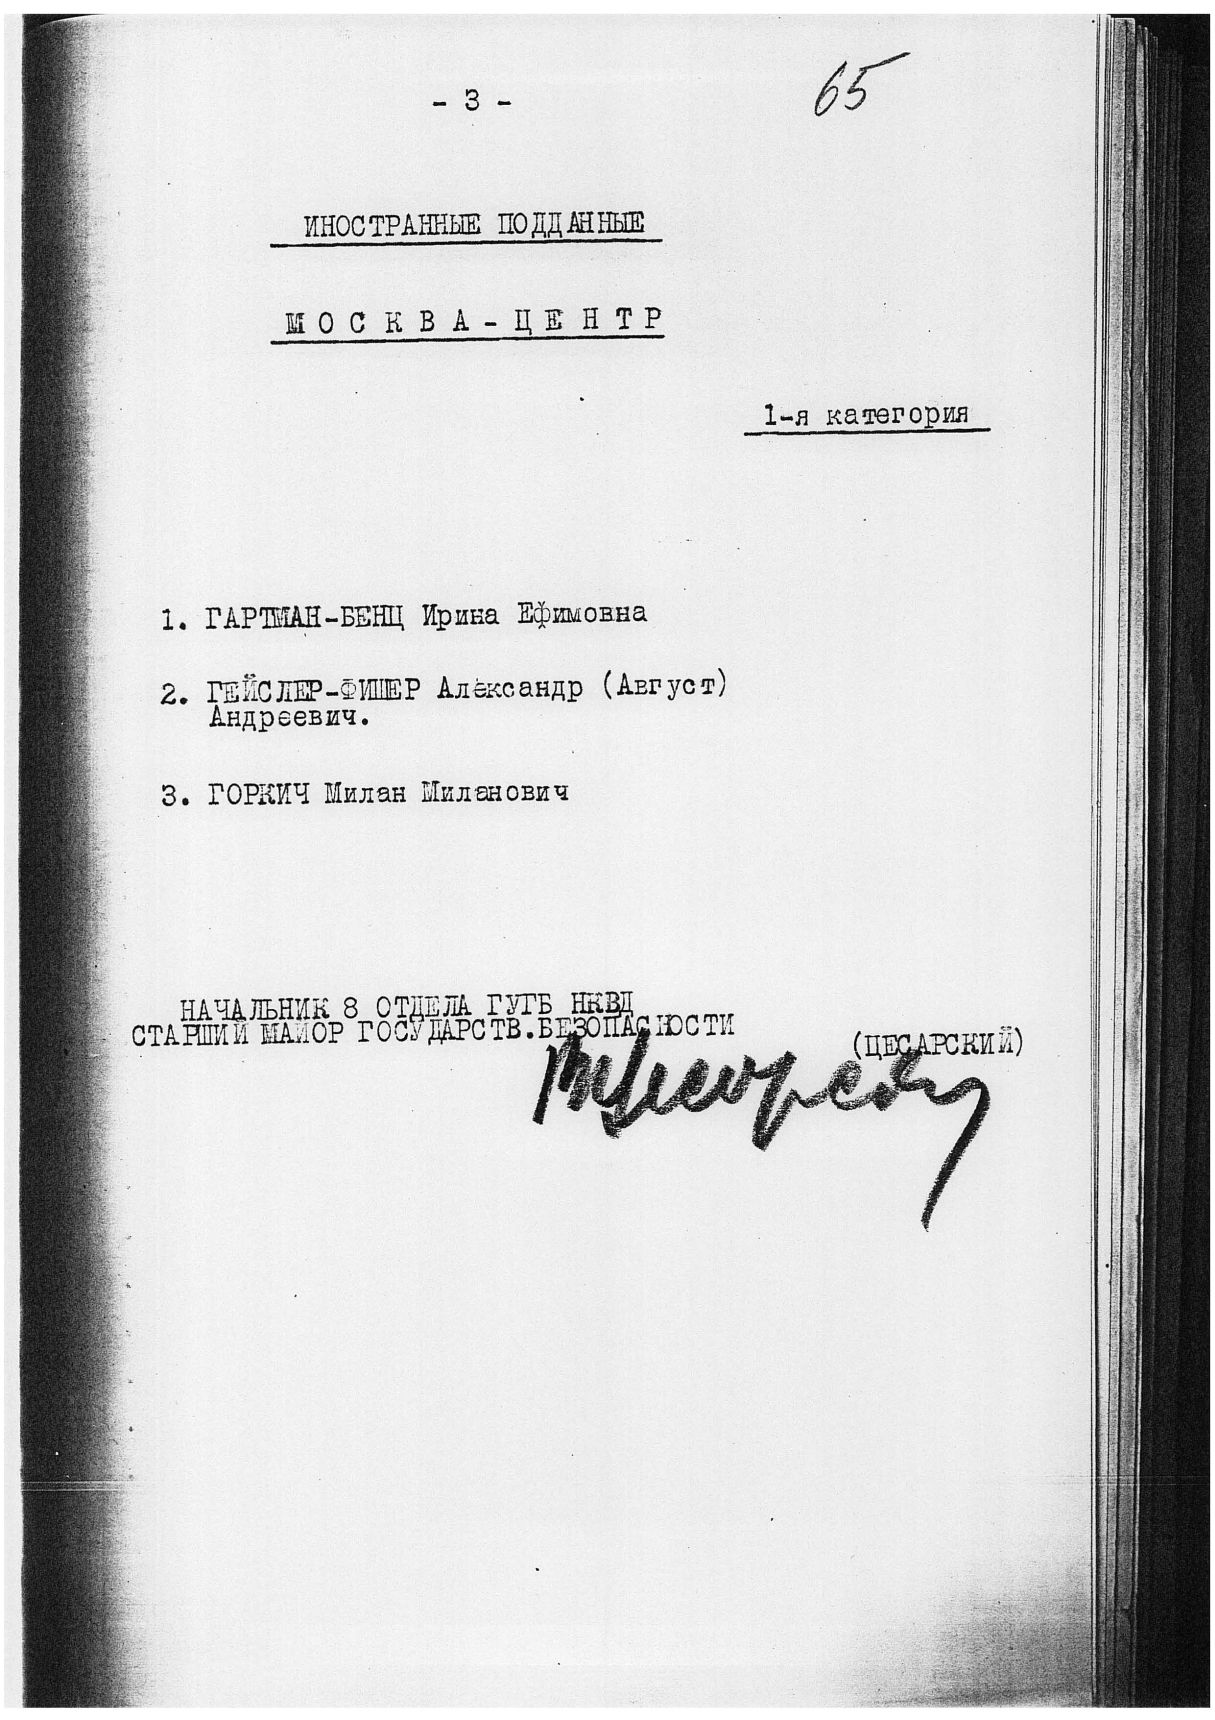 - 3 -
65
ИНОСТРАННЫЕ ПОДДАННЫЕ
МОСКВА-ЦЕНТР
1-я категория
1. ГАРТМАН-БЕНЦ Ирина Ефимовна
2. ГЕЙСЛЕР-ФИШЕР Александр (Август)
Андреевич.
3. ГОРКИЧ Милан Миланович
НАЧАЛЬНИК 8 ОТДЕЛА ГУГБ НКВД
СТАРШИЙ МАЙОР ГОСУДАРСТВ.БЕЗОПАСНОСТИ
(ЦЕСАРСКИЙ)